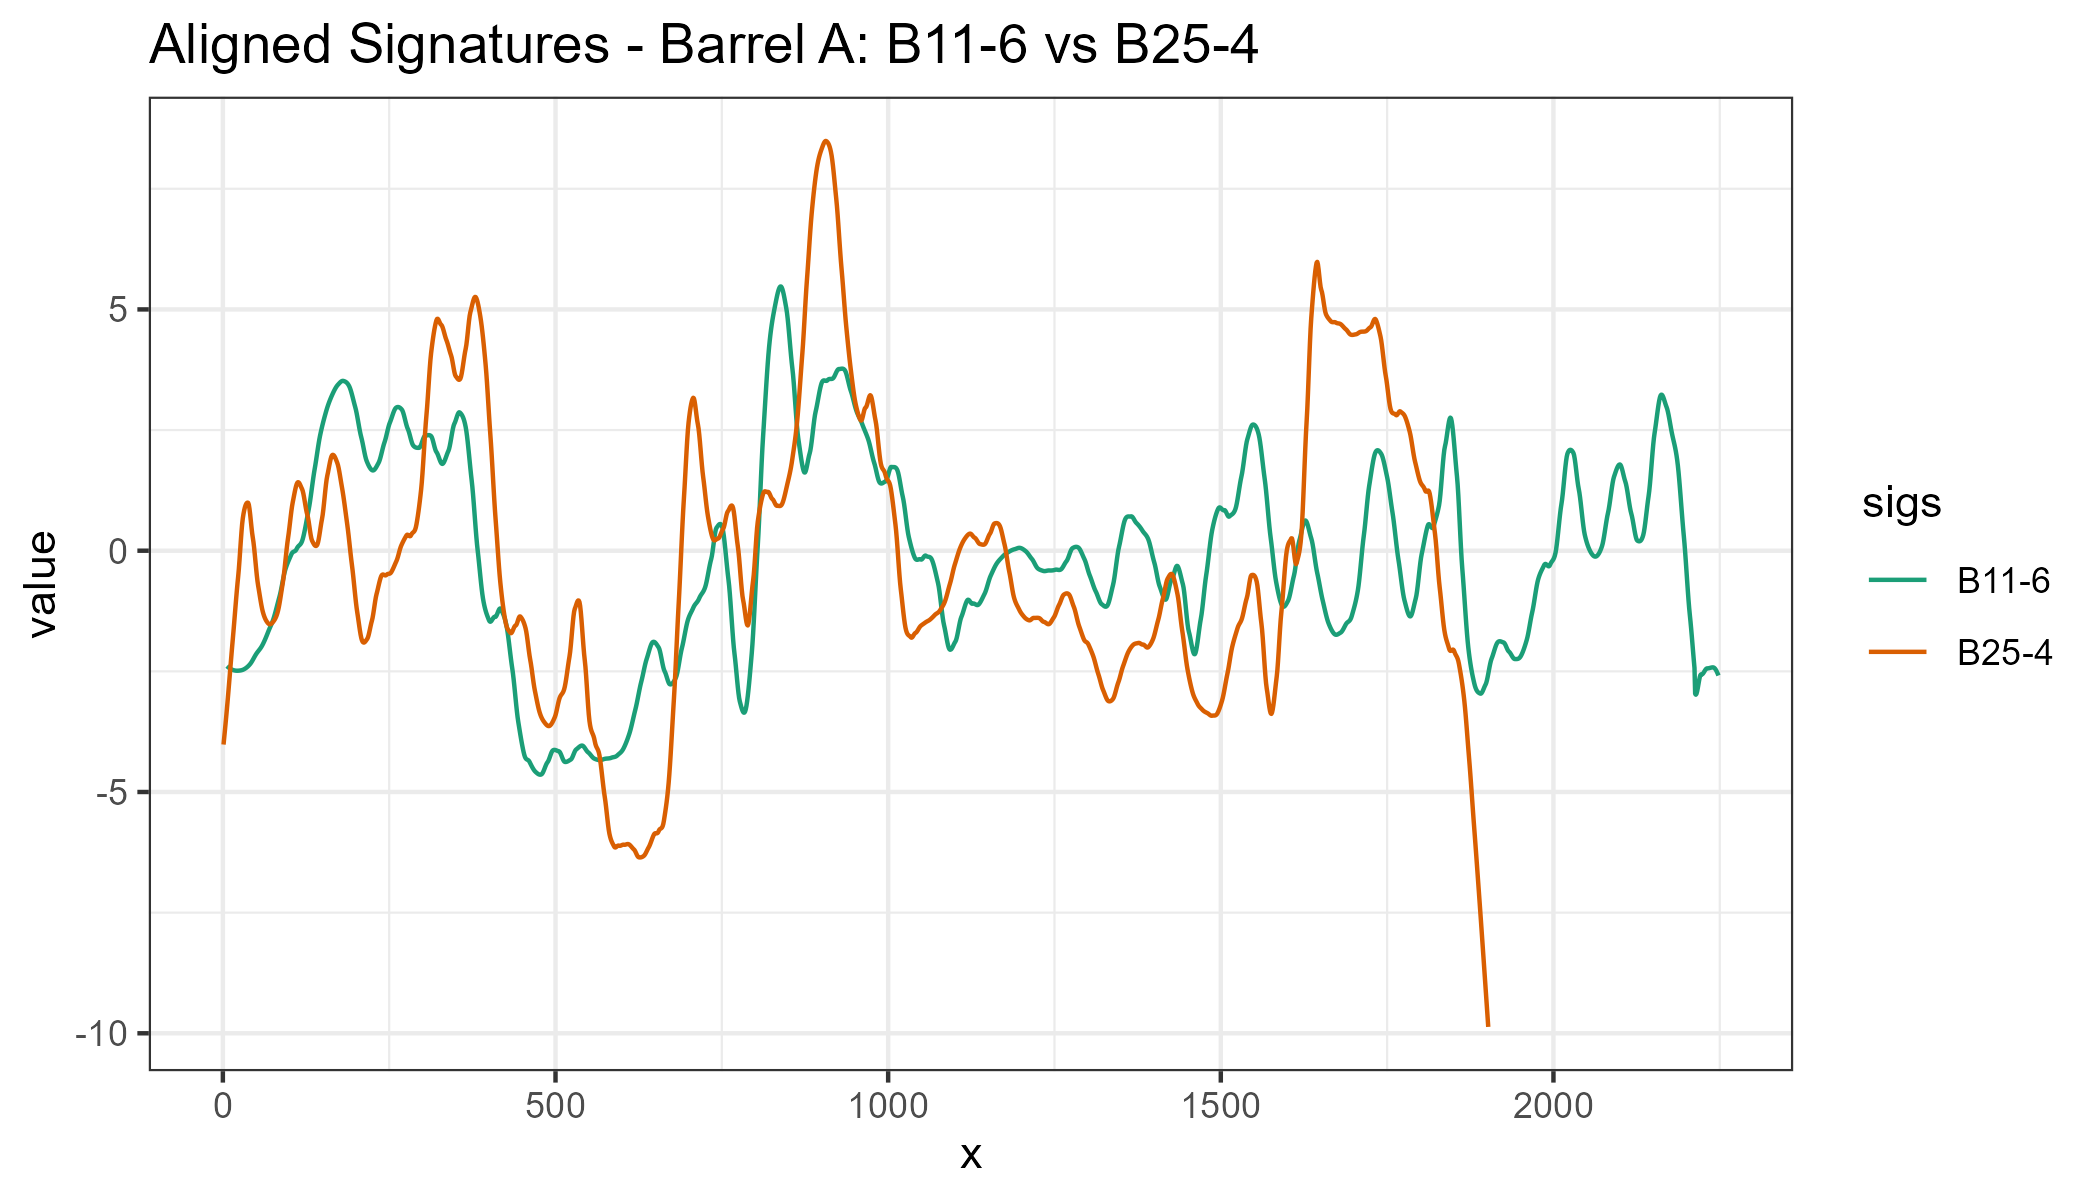 Aligned Signatures - Barrel A: B11-6 vs B25-4
value
5
0
-5
-10
0 500 1000 1500 2000
x
sigs
B11-6
B25-4